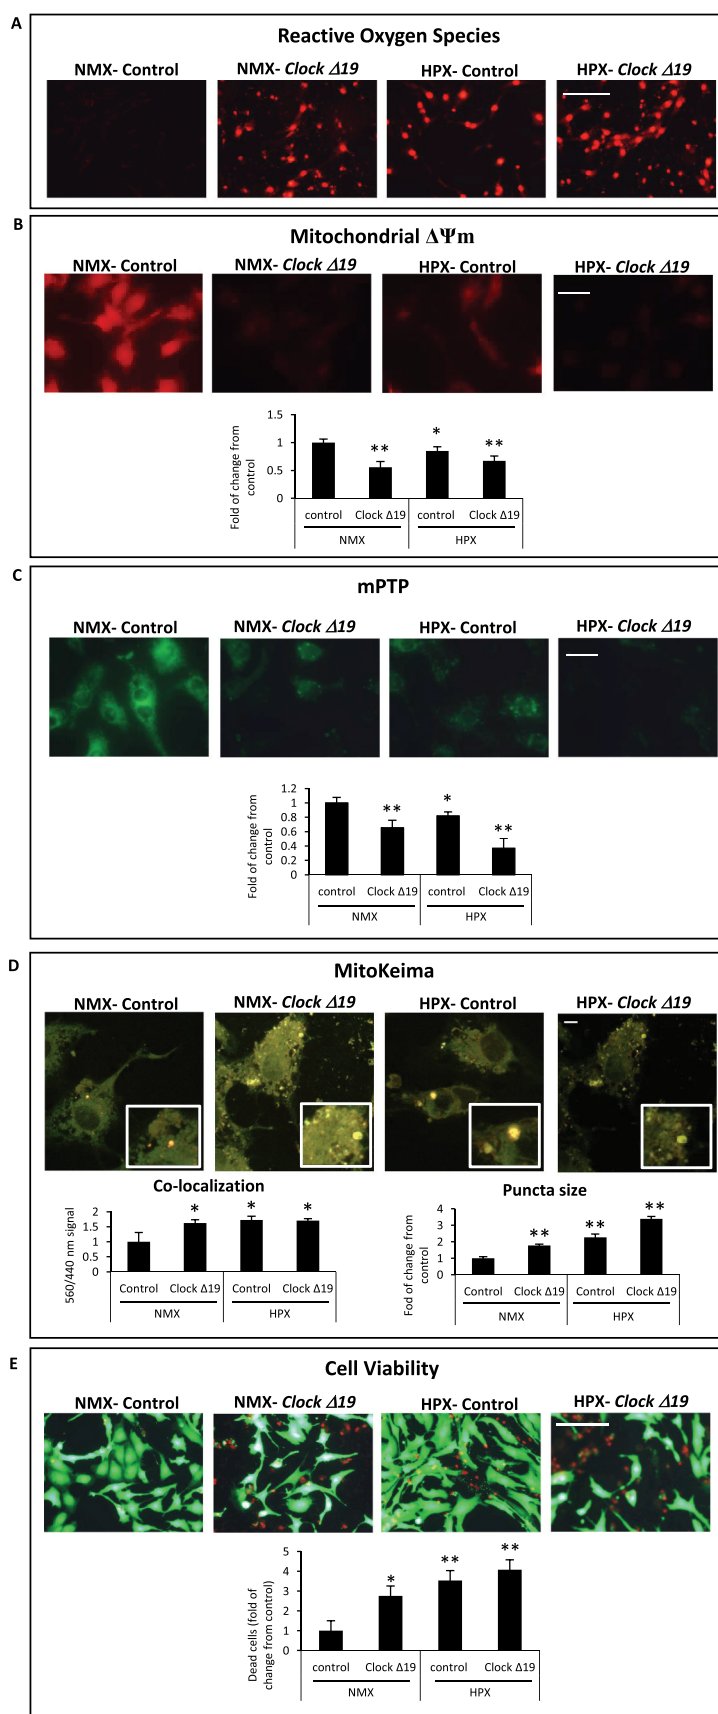 A
Reactive Oxygen Species
NMX- Control NMX- Clock Δ19 HPX- Control HPX- Clock Δ19
B
Mitochondrial ΔΨm
NMX- Control NMX- Clock Δ19 HPX- Control HPX- Clock Δ19
Fold of change from control
1.5
1
0.5
0
** * **
control Clock Δ19 control Clock Δ19
NMX HPX
C
mPTP
NMX- Control NMX- Clock Δ19 HPX- Control HPX- Clock Δ19
Fold of change from control
1.2
1
0.8
0.6
0.4
0.2
0
** * **
control Clock Δ19 control Clock Δ19
NMX HPX
D
MitoKeima
NMX- Control NMX- Clock Δ19 HPX- Control HPX- Clock Δ19
Co-localization
560/440 nm signal
2
1.5
1
0.5
0
* * *
Control Clock Δ19 Control Clock Δ19
NMX HPX
Puncta size
Fod of change from control
4
3
2
1
0
** ** **
Control Clock Δ19 Control Clock Δ19
NMX HPX
E
Cell Viability
NMX- Control NMX- Clock Δ19 HPX- Control HPX- Clock Δ19
Dead cells (fold of change from control)
5
4
3
2
1
0
* ** **
control Clock Δ19 control Clock Δ19
NMX HPX